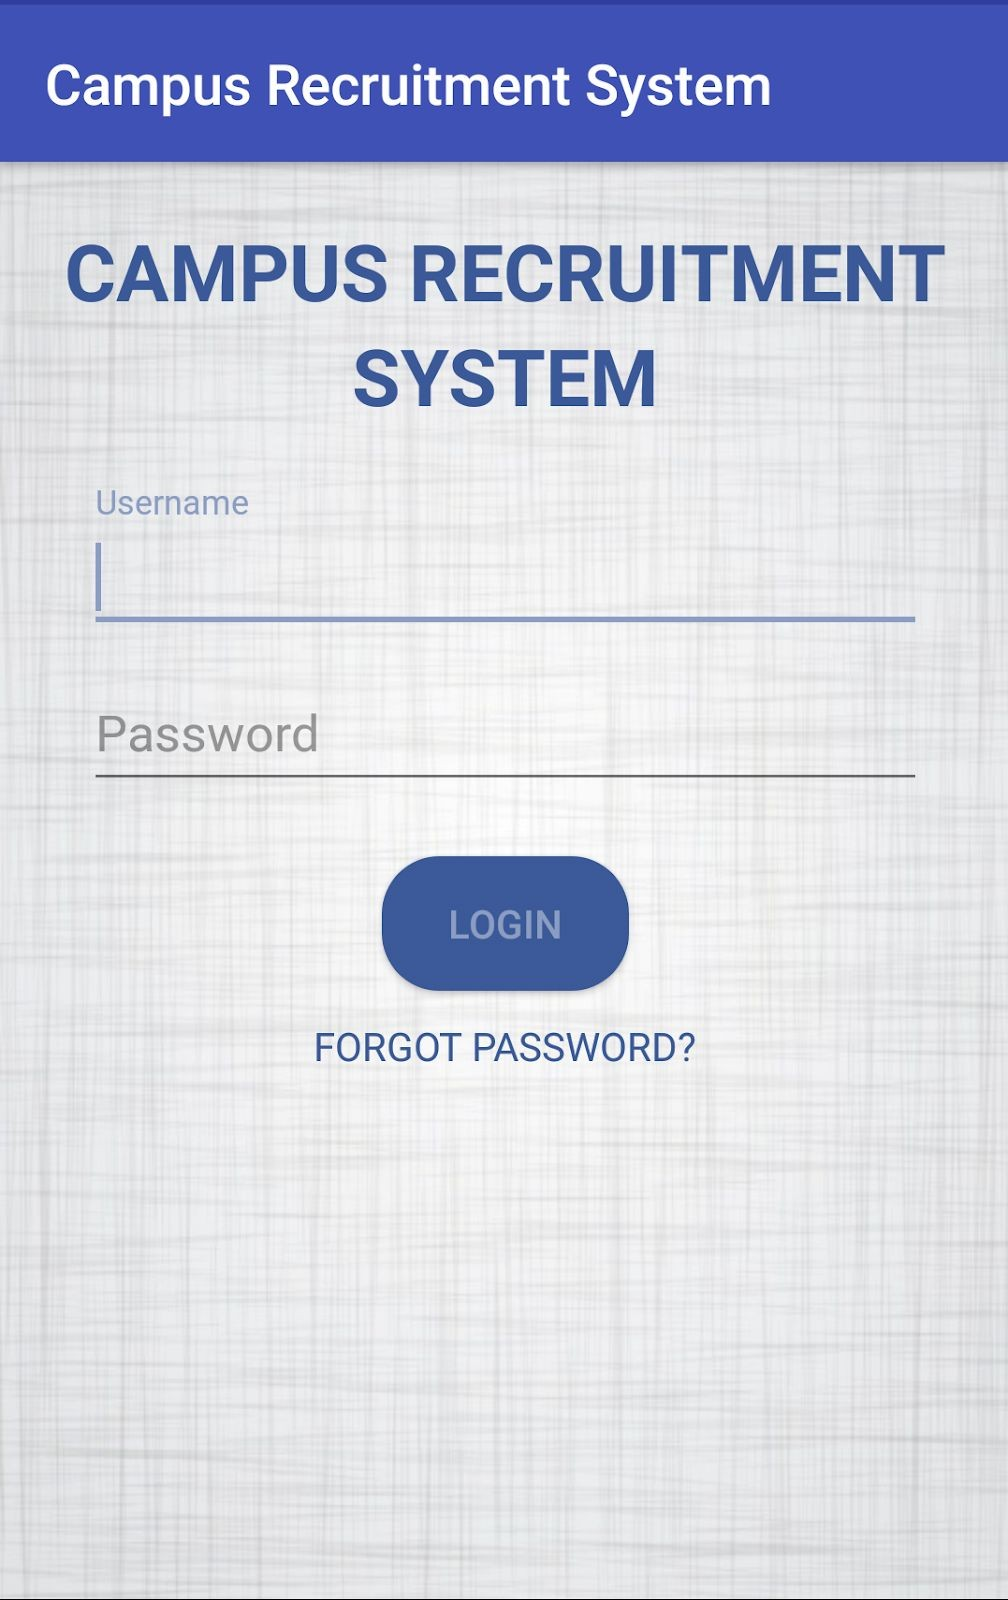 Campus Recruitment System
CAMPUS RECRUITMENT
SYSTEM
Username
Password
LOGIN
FORGOT PASSWORD?